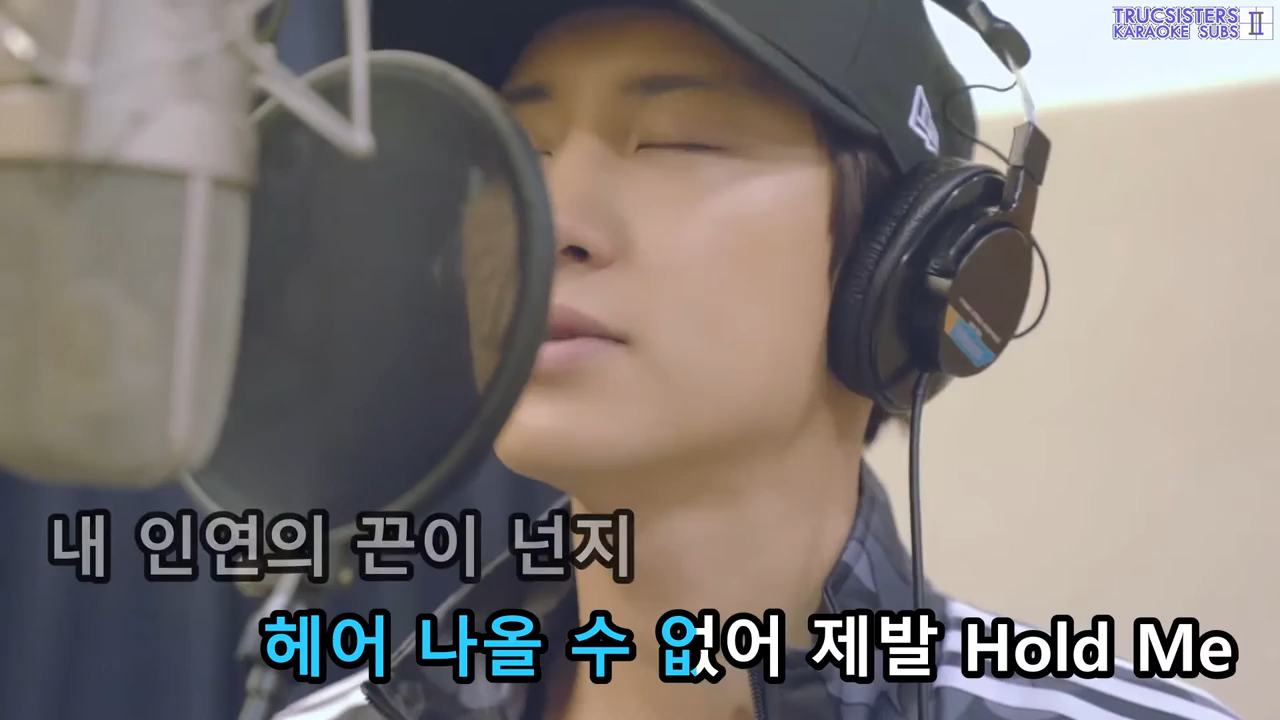 TRUCSISTERS
KARAOKE SUBS II
내 인연의 끈이 넌지
헤어 나올 수 없어 제발 Hold Me